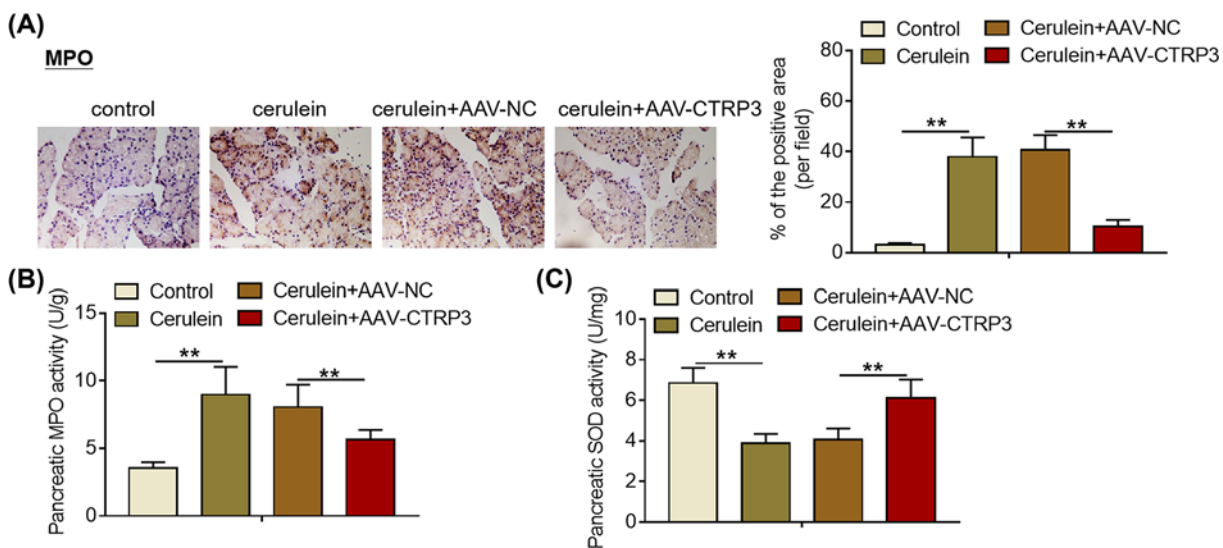 (A)
MPO
control
cerulein
cerulein+AAV-NC
cerulein+AAV-CTRP3
Control
Cerulein+AAV-NC
Cerulein
Cerulein+AAV-CTRP3
% of the positive area
(per field)
80
60
40
20
0
**
**
(B)
Control
Cerulein+AAV-NC
Cerulein
Cerulein+AAV-CTRP3
Pancreatic MPO activity (U/g)
15
10
5
0
**
**
(C)
Control
Cerulein+AAV-NC
Cerulein
Cerulein+AAV-CTRP3
Pancreatic SOD activity (U/mg)
10
8
6
4
2
0
**
**